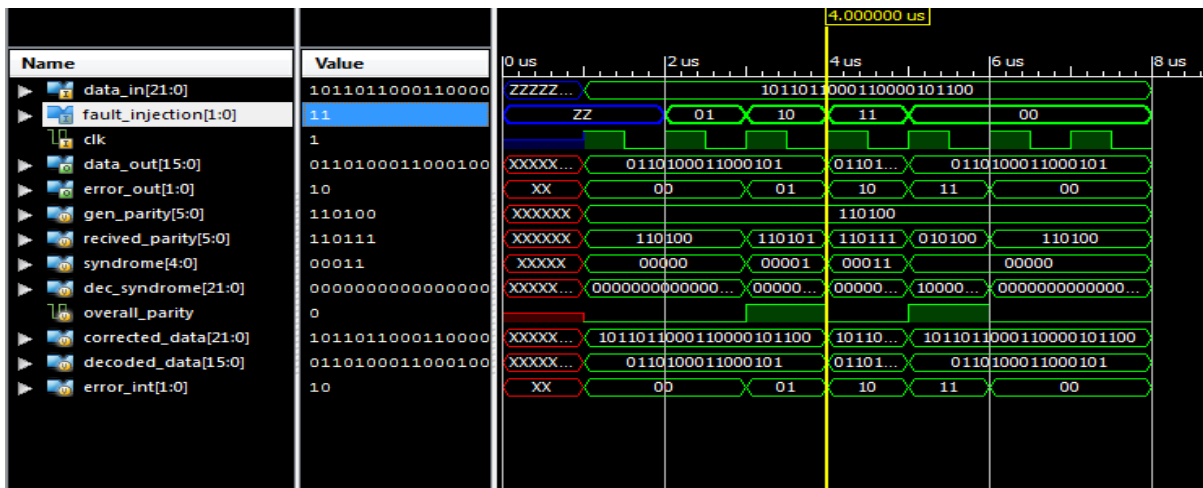 4.000000 us
Name Value 0 us 2 us 4 us 6 us 8 us
data_in[21:0] 1011011000110000 ZZZZZ... 1011011000110000101100
fault_injection[1:0] 11 ZZ 01 10 11 00
clk 1
data_out[15:0] 0110100011000100 XXXXX... 0110100011000101 01101... 0110100011000101
error_out[1:0] 10 XX 00 01 10 11 00
gen_parity[5:0] 110100 XXXXXX 110100
recived_parity[5:0] 110111 XXXXXX 110100 110101 110111 010100 110100
syndrome[4:0] 00011 XXXXX 00000 00001 00011 00000
dec_syndrome[21:0] 00000000000000000 XXXXX... 0000000000000... 00000... 00000... 10000... 0000000000000...
overall_parity 0
corrected_data[21:0] 1011011000110000 XXXXX... 1011011000110000101100 10110... 1011011000110000101100
decoded_data[15:0] 0110100011000100 XXXXX... 0110100011000101 01101... 0110100011000101
error_int[1:0] 10 XX 00 01 10 11 00